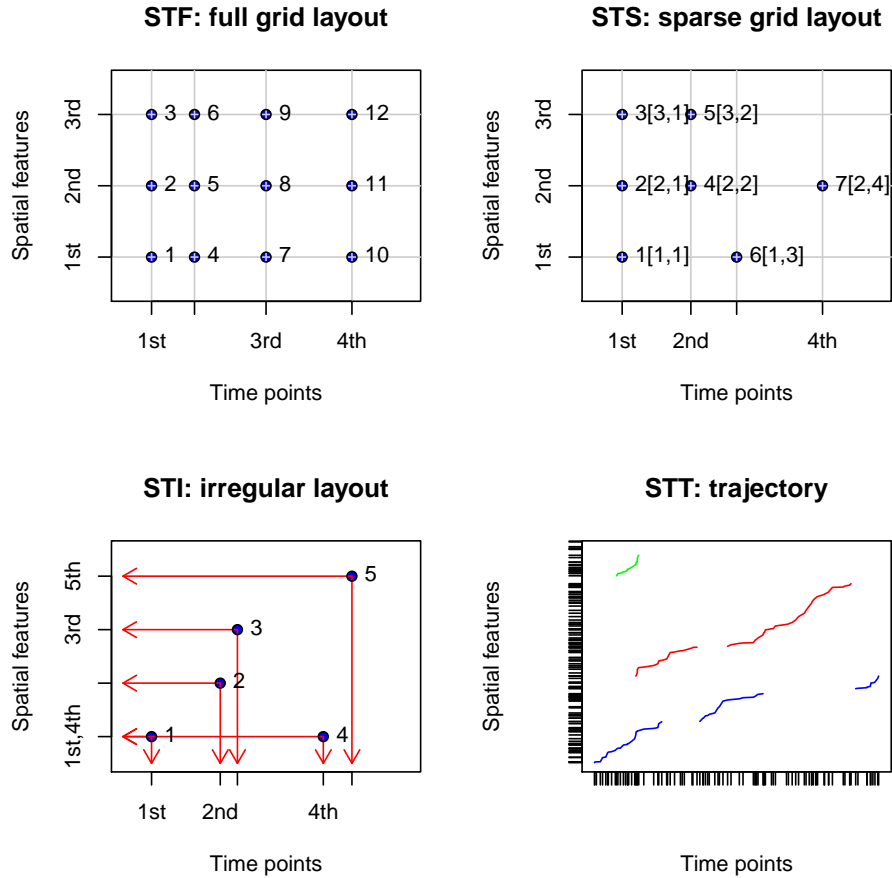 STF: full grid layout
Spatial features
3rd
2nd
1st
3 6 9 12
2 5 8 11
1 4 7 10
1st 3rd 4th
Time points
STS: sparse grid layout
Spatial features
3rd
2nd
1st
3[3,1] 5[3,2]
2[2,1] 4[2,2] 7[2,4]
1[1,1] 6[1,3]
1st 2nd 4th
Time points
STI: irregular layout
Spatial features
5th
3rd
1st,4th
5
3
2
1 4
1st 2nd 4th
Time points
STT: trajectory
Spatial features
Time points